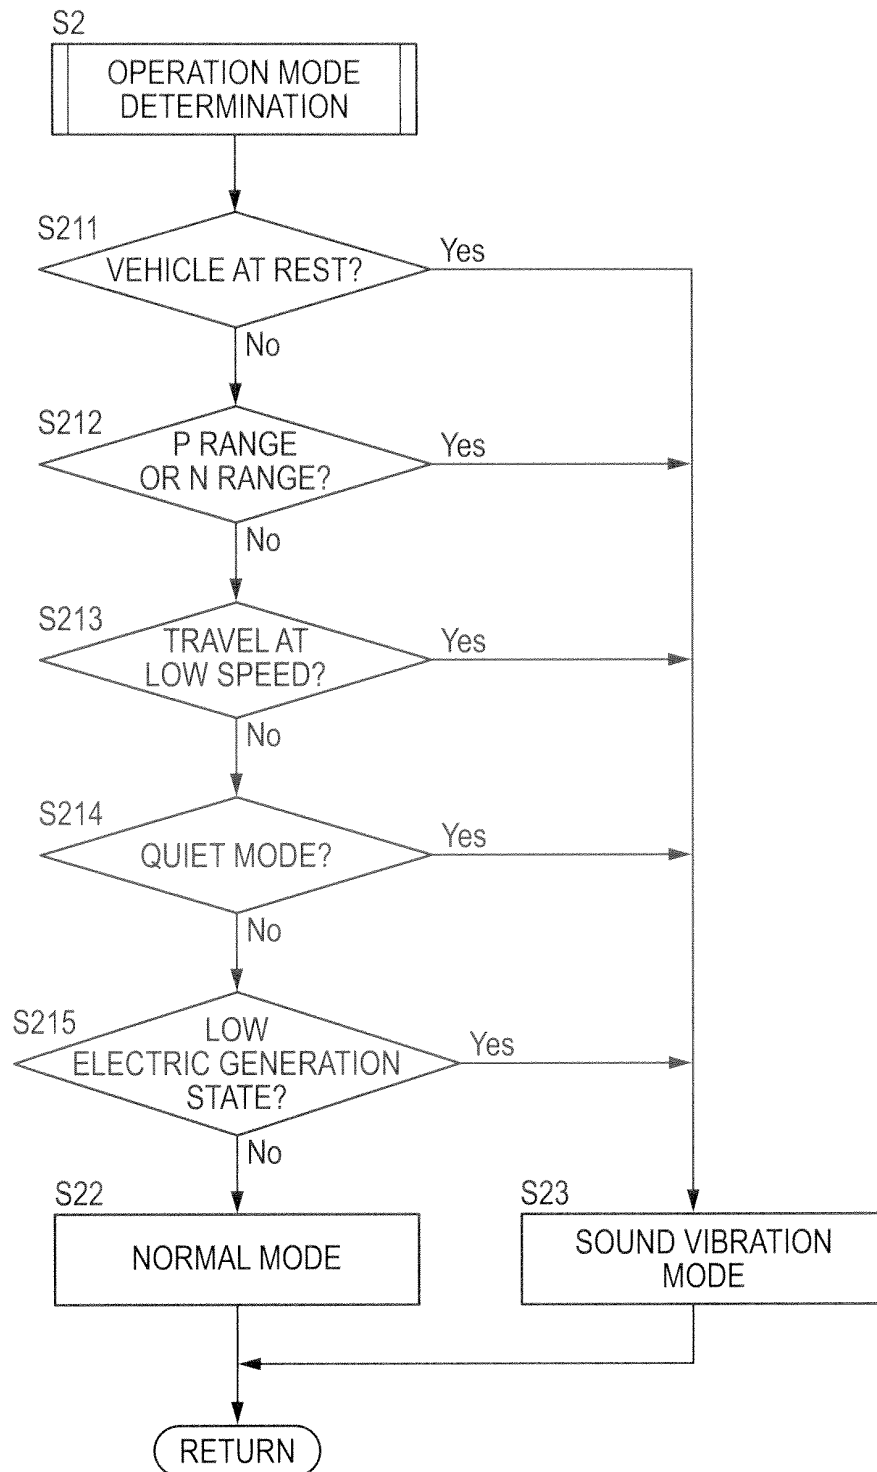 S2
OPERATION MODE
DETERMINATION
S211
VEHICLE AT REST?
Yes
No
S212
P RANGE
OR N RANGE?
Yes
No
S213
TRAVEL AT
LOW SPEED?
Yes
No
S214
QUIET MODE?
Yes
No
S215
LOW
ELECTRIC GENERATION
STATE?
Yes
No
S22
NORMAL MODE
S23
SOUND VIBRATION
MODE
RETURN